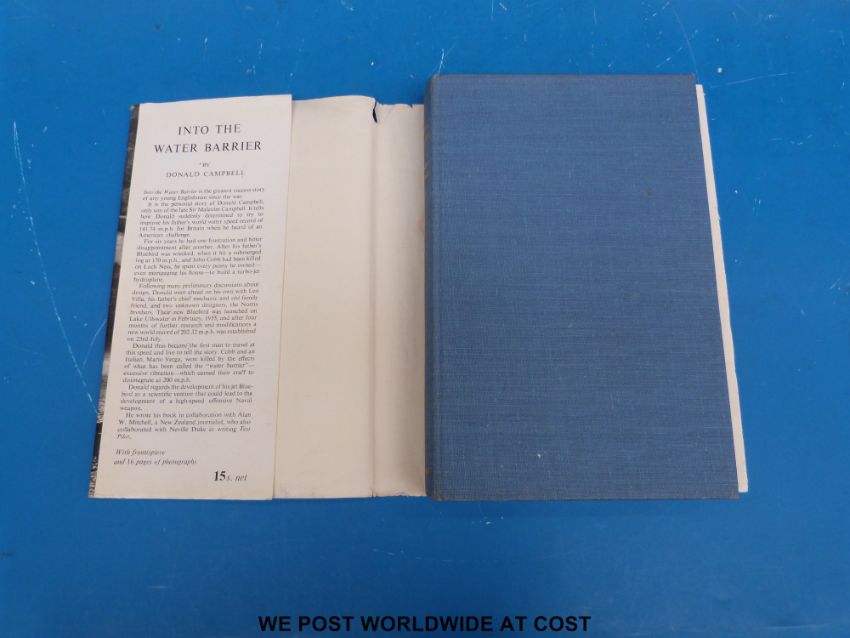 INTO THE
WATER BARRIER
BY
DONALD CAMPBELL
Into the Water Barrier is the greatest success story
of any young Englishman since the war.
It is the personal story of Donald Campbell,
only son of the late Sir Malcolm Campbell. It tells
how Donald suddenly determined to try to
improve his father's world water speed record of
141.74 m.p.h. for Britain when he heard of an
American challenge.
For six years he had one frustration and bitter
disappointment after another. After his father's
Bluebird was wrecked, when it hit a submerged
log at 170 m.p.h., and John Cobb had been killed
on Loch Ness, he spent every penny he owned—
even mortgaging his house—to build a turbo-jet
hydroplane.
Following many preliminary discussions about
design, Donald went ahead on his own with Leo
Villa, his father's chief mechanic and old family
friend, and two unknown designers, the Norris
brothers. Their new Bluebird was launched on
Lake Ullswater in February, 1955, and after four
months of further research and modifications a
new world record of 202.32 m.p.h. was established
on 23rd July.
Donald thus became the first man to travel at
this speed and live to tell the story. Cobb and an
Italian, Mario Verga, were killed by the effects
of what has been called the "water barrier"—
excessive vibration—which caused their craft to
disintegrate at 200 m.p.h.
Donald regards the development of his jet Blue-
bird as a scientific venture that could lead to the
development of a high-speed offensive Naval
weapon.
He wrote his book in collaboration with Alan
W. Mitchell, a New Zealand journalist, who also
collaborated with Neville Duke in writing Test
Pilot.
With frontispiece
and 16 pages of photographs
15s. net
WE POST WORLDWIDE AT COST